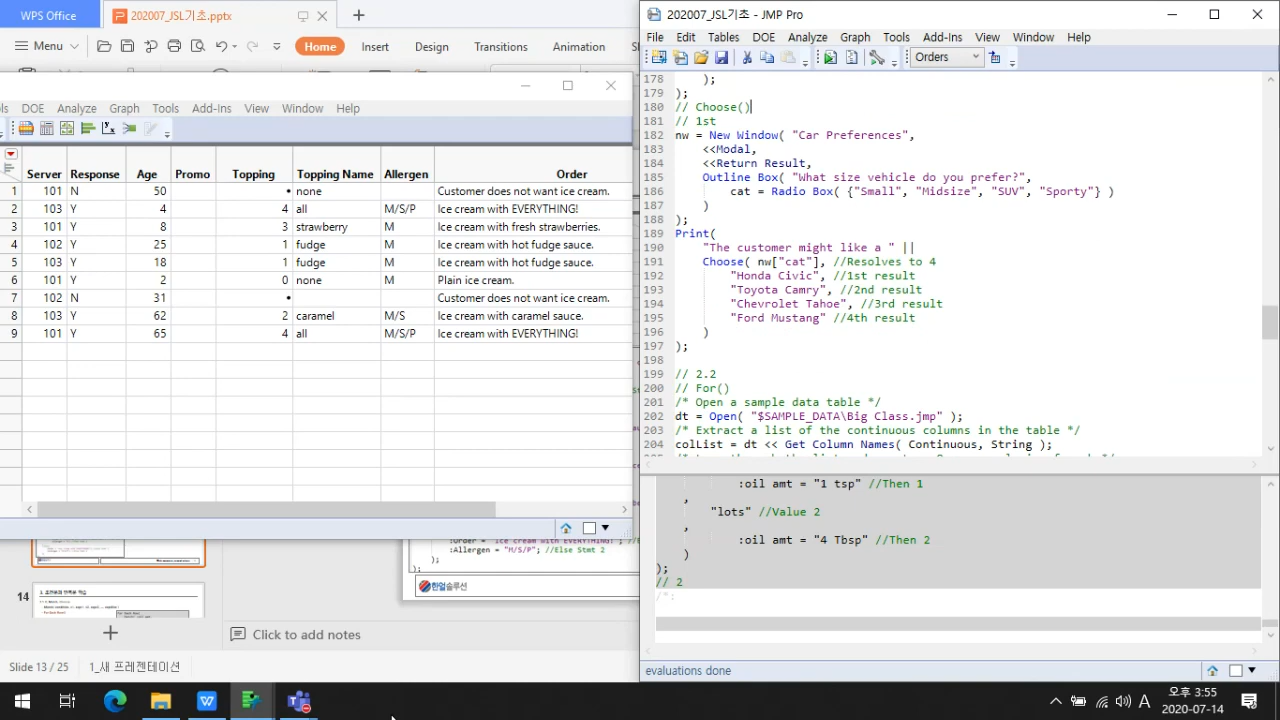 WPS Office
202007_JSL기초.pptx
Menu
Home
Insert
Design
Transitions
Animation
DOE
Analyze
Graph
Tools
Add-Ins
View
Window
Help
Server Response Age Promo Topping Topping Name Allergen Order
1 101 N 50 • none Customer does not want ice cream.
2 103 Y 4 4 all M/S/P Ice cream with EVERYTHING!
3 101 Y 8 3 strawberry M Ice cream with fresh strawberries.
4 102 Y 25 1 fudge M Ice cream with hot fudge sauce.
5 103 Y 18 1 fudge M Ice cream with hot fudge sauce.
6 101 Y 2 0 none M Plain ice cream.
7 102 N 31 • Customer does not want ice cream.
8 103 Y 62 2 caramel M/S Ice cream with caramel sauce.
9 101 Y 65 4 all M/S/P Ice cream with EVERYTHING!
:Allergen = "M/S/P"; //Else Stmt 2
);
);
한얼솔루션
14
Click to add notes
Slide 13 / 25
1_새 프레젠테이션
202007_JSL기초 - JMP Pro
File Edit Tables DOE Analyze Graph Tools Add-Ins View Window Help
Orders
178 );
179 );
180 // Choose()
181 // 1st
182 nw = New Window( "Car Preferences",
183 <<Modal,
184 <<Return Result,
185 Outline Box( "What size vehicle do you prefer?",
186 cat = Radio Box( {"Small", "Midsize", "SUV", "Sporty"} )
187 )
188 );
189 Print(
190 "The customer might like a " ||
191 Choose( nw["cat"], //Resolves to 4
192 "Honda Civic", //1st result
193 "Toyota Camry", //2nd result
194 "Chevrolet Tahoe", //3rd result
195 "Ford Mustang" //4th result
196 )
197 );
198
199 // 2.2
200 // For()
201 /* Open a sample data table */
202 dt = Open( "$SAMPLE_DATA\Big Class.jmp" );
203 /* Extract a list of the continuous columns in the table */
204 colList = dt << Get Column Names( Continuous, String );
:oil amt = "1 tsp" //Then 1
,
"lots" //Value 2
,
:oil amt = "4 Tbsp" //Then 2
)
);
// 2
/*:
evaluations done
A
오후 3:55
2020-07-14